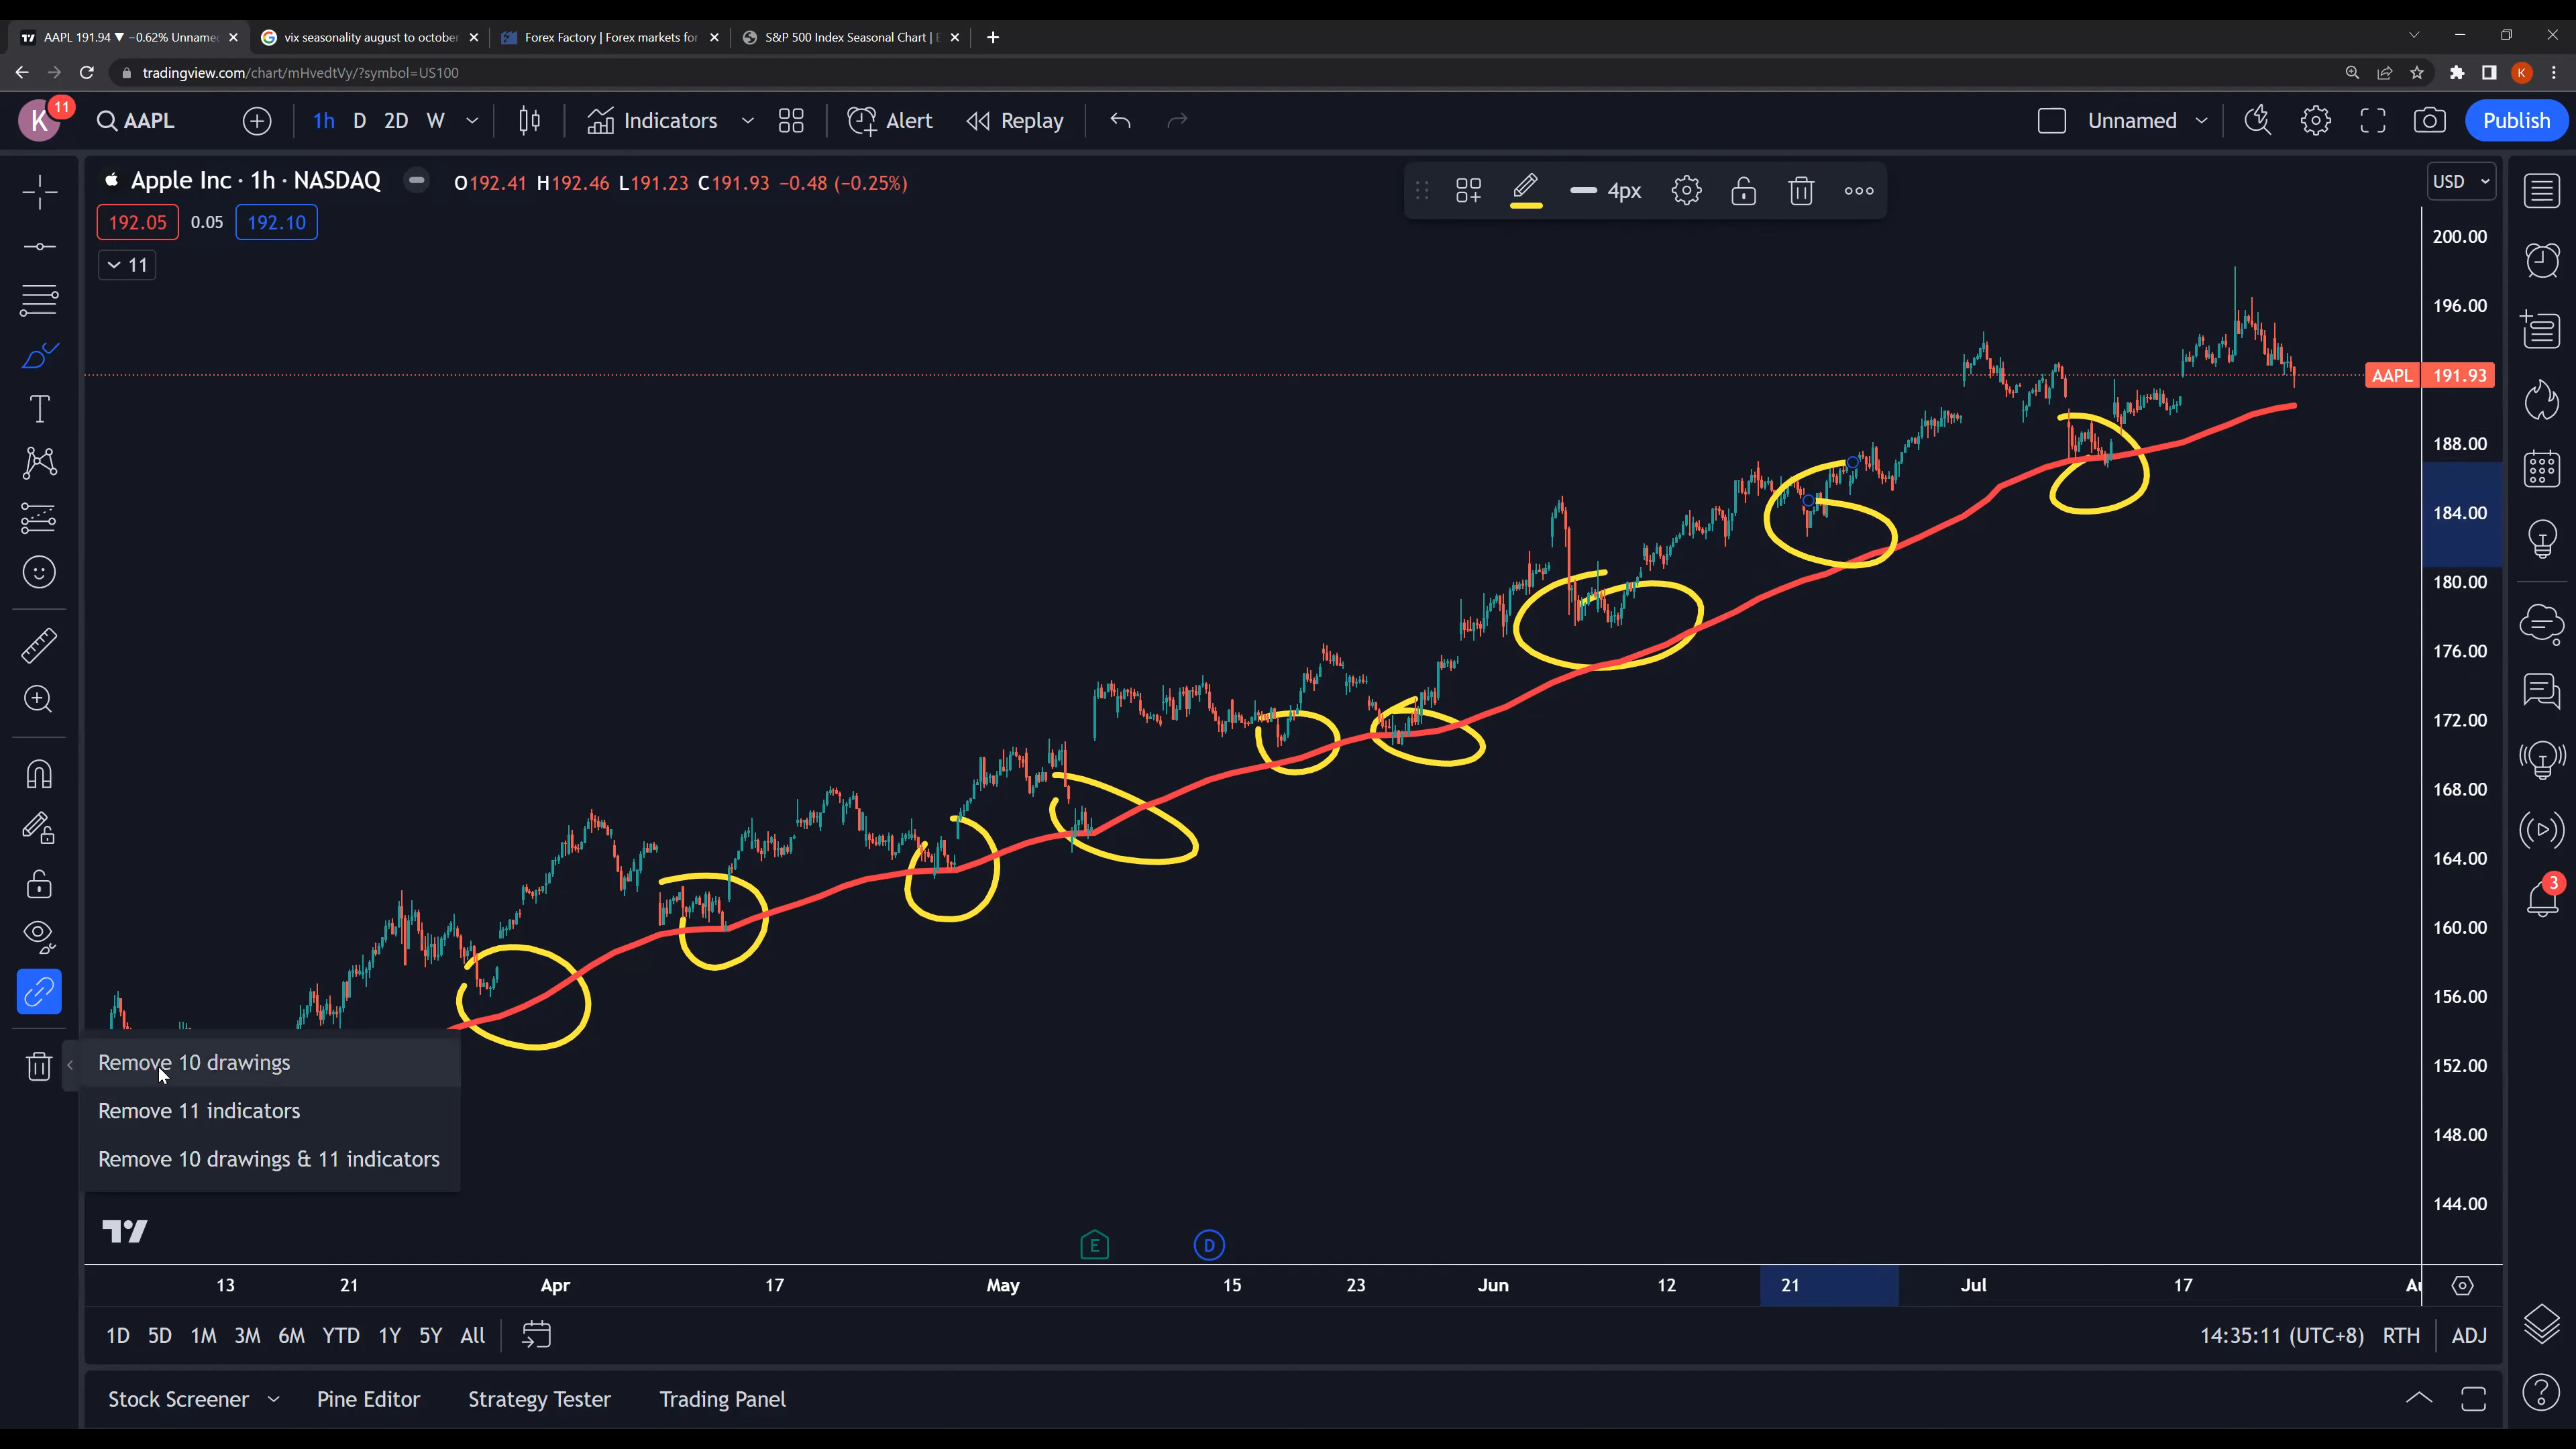 AAPL 191.94 ▼ −0.62% Unname
vix seasonality august to october
Forex Factory | Forex markets for
S&P 500 Index Seasonal Chart | E
tradingview.com/chart/mHvedtVy/?symbol=US100
K
K 11 AAPL 1h D 2D W Indicators Alert Replay Unnamed Publish
Apple Inc · 1h · NASDAQ O192.41 H192.46 L191.23 C191.93 −0.48 (−0.25%)
4px
USD
192.05 0.05 192.10
11
200.00
196.00
AAPL 191.93
188.00
184.00
180.00
176.00
172.00
168.00
164.00
160.00
156.00
152.00
148.00
144.00
3
Remove 10 drawings
Remove 11 indicators
Remove 10 drawings & 11 indicators
E D
13 21 Apr 17 May 15 23 Jun 12 21 Jul 17
1D 5D 1M 3M 6M YTD 1Y 5Y All 14:35:11 (UTC+8) RTH ADJ
Stock Screener Pine Editor Strategy Tester Trading Panel